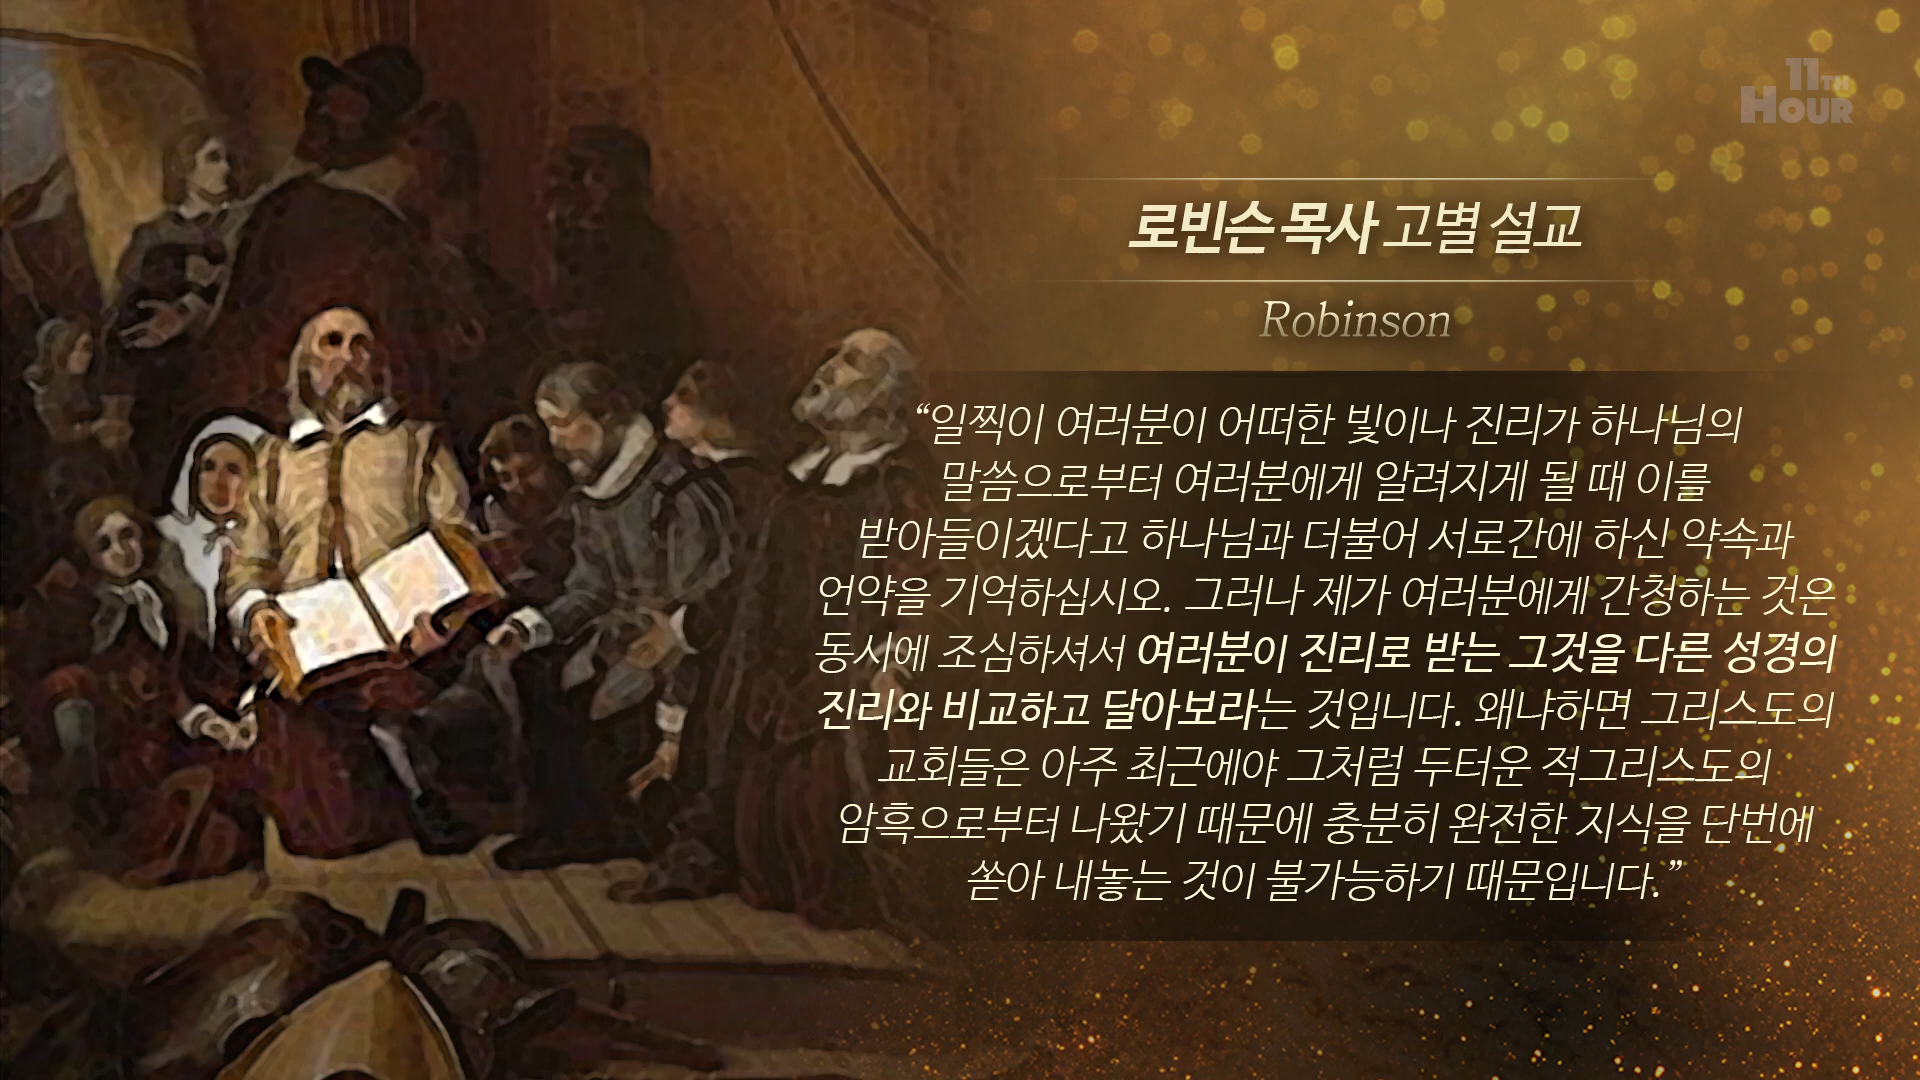 11TH
HOUR
로빈슨 목사 고별 설교
Robinson
“일찍이 여러분이 어떠한 빛이나 진리가 하나님의
말씀으로부터 여러분에게 알려지게 될 때 이를
받아들이겠다고 하나님과 더불어 서로간에 하신 약속과
언약을 기억하십시오. 그러나 제가 여러분에게 간청하는 것은
동시에 조심하셔서 여러분이 진리로 받는 그것을 다른 성경의
진리와 비교하고 달아보라는 것입니다. 왜냐하면 그리스도의
교회들은 아주 최근에야 그처럼 두터운 적그리스도의
암흑으로부터 나왔기 때문에 충분히 완전한 지식을 단번에
쏟아 내놓는 것이 불가능하기 때문입니다.”